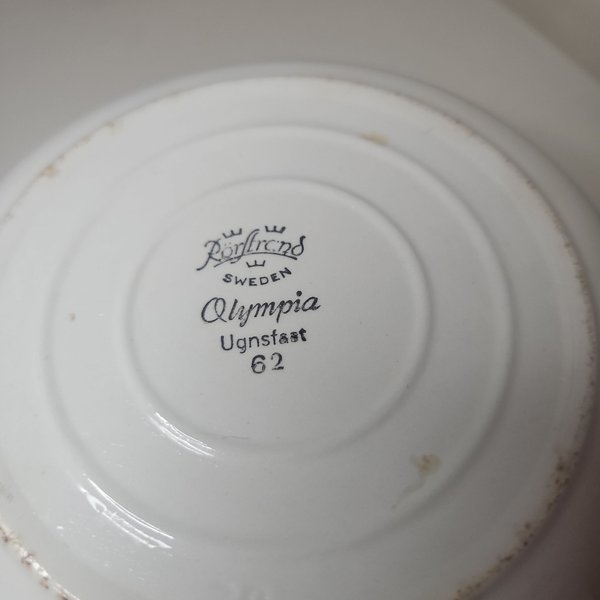 Rörstrand
SWEDEN
Olympia
Ugnsfast
62